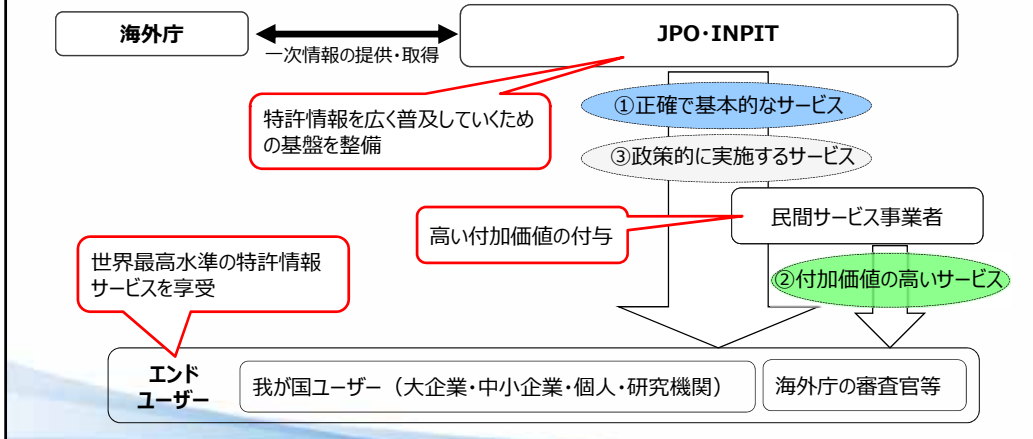 海外庁
JPO・INPIT
一次情報の提供・取得
①正確で基本的なサービス
特許情報を広く普及していくため
の基盤を整備
③政策的に実施するサービス
民間サービス事業者
高い付加価値の付与
世界最高水準の特許情報
サービスを享受
②付加価値の高いサービス
エンド
ユーザー
我が国ユーザー（大企業・中小企業・個人・研究機関）
海外庁の審査官等